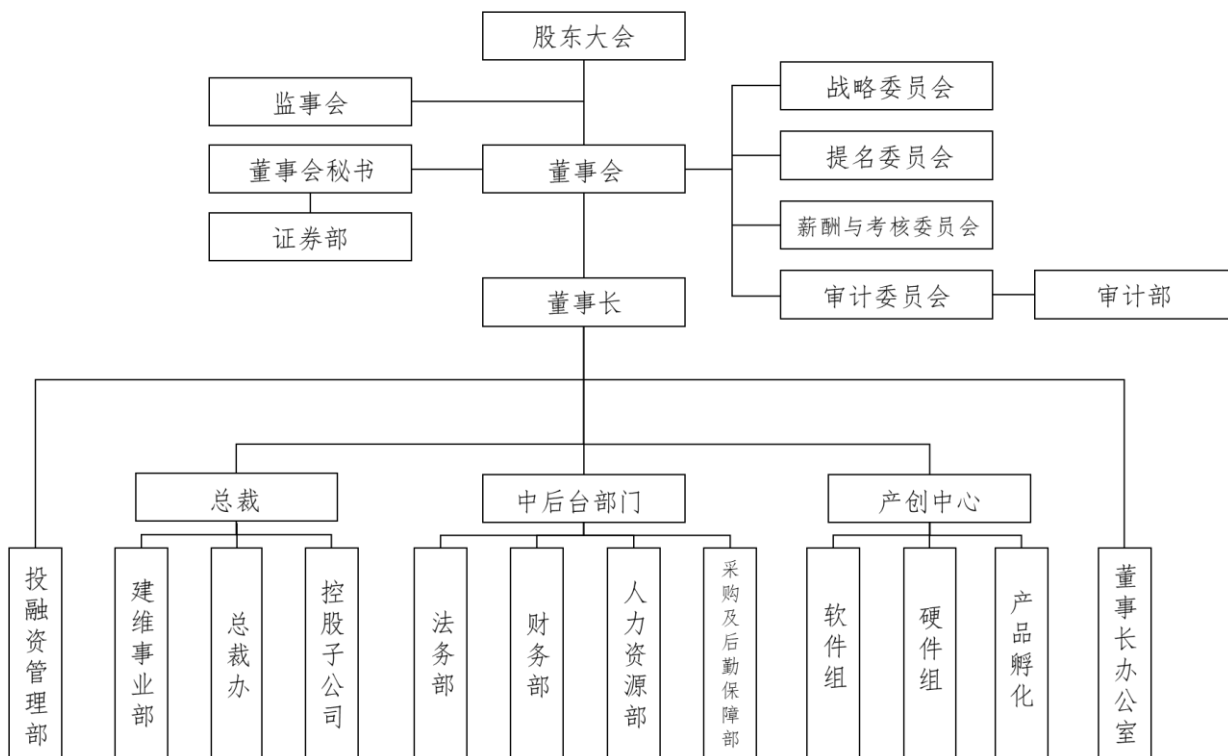 股东大会
监事会
战略委员会
董事会秘书
董事会
提名委员会
证券部
薪酬与考核委员会
董事长
审计委员会
审计部
总裁
中后台部门
产创中心
投融资管理部
建维事业部
总裁办
控股子公司
法务部
财务部
人力资源部
采购及后勤保障部
软件组
硬件组
产品孵化
董事长办公室